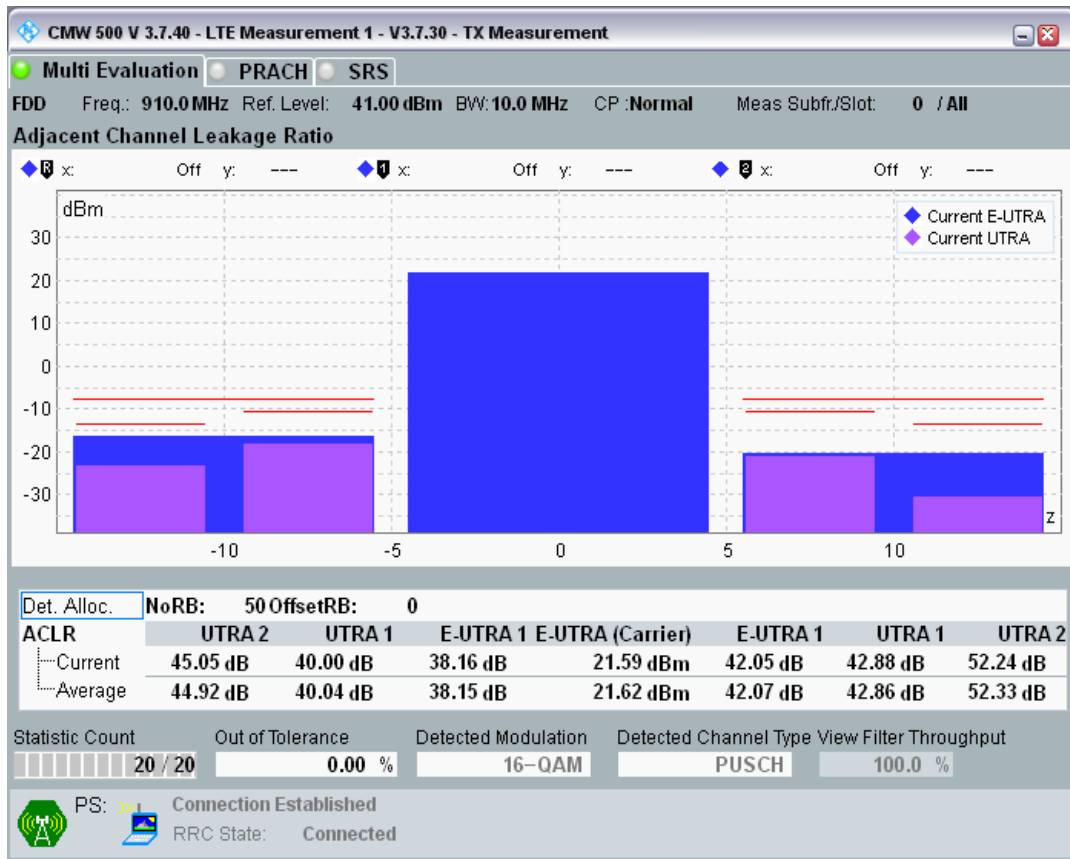 CMW 500 V 3.7.40 - LTE Measurement 1 - V3.7.30 - TX Measurement
Multi Evaluation PRACH SRS
FDD Freq.: 910.0 MHz Ref. Level: 41.00 dBm BW: 10.0 MHz CP :Normal Meas Subfr./Slot: 0 / All
Adjacent Channel Leakage Ratio
R x: Off y: --- 1 x: Off y: --- 2 x: Off y: ---
dBm
Current E-UTRA
Current UTRA
30
20
10
0
-10
-20
-30
z
-10 -5 0 5 10
Det. Alloc. NoRB: 50 OffsetRB: 0
ACLR UTRA 2 UTRA 1 E-UTRA 1 E-UTRA (Carrier) E-UTRA 1 UTRA 1 UTRA 2
Current 45.05 dB 40.00 dB 38.16 dB 21.59 dBm 42.05 dB 42.88 dB 52.24 dB
Average 44.92 dB 40.04 dB 38.15 dB 21.62 dBm 42.07 dB 42.86 dB 52.33 dB
Statistic Count Out of Tolerance Detected Modulation Detected Channel Type View Filter Throughput
20 / 20 0.00 % 16-QAM PUSCH 100.0 %
PS: Connection Established
RRC State: Connected